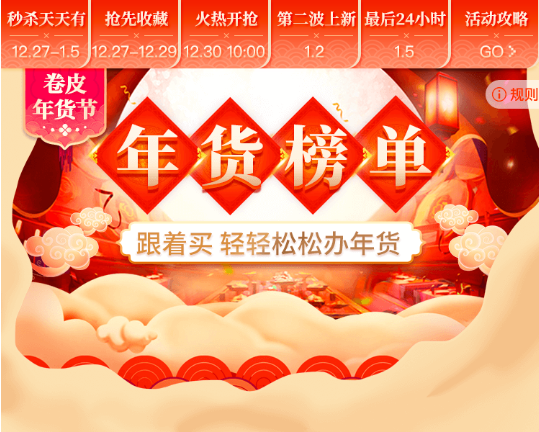 秒杀天天有 抢先收藏 火热开抢 第二波上新 最后24小时 活动攻略
12.27-1.5 12.27-12.29 12.30 10:00 1.2 1.5 GO
卷皮
年货节
规则
年货榜单
跟着买 轻轻松松办年货